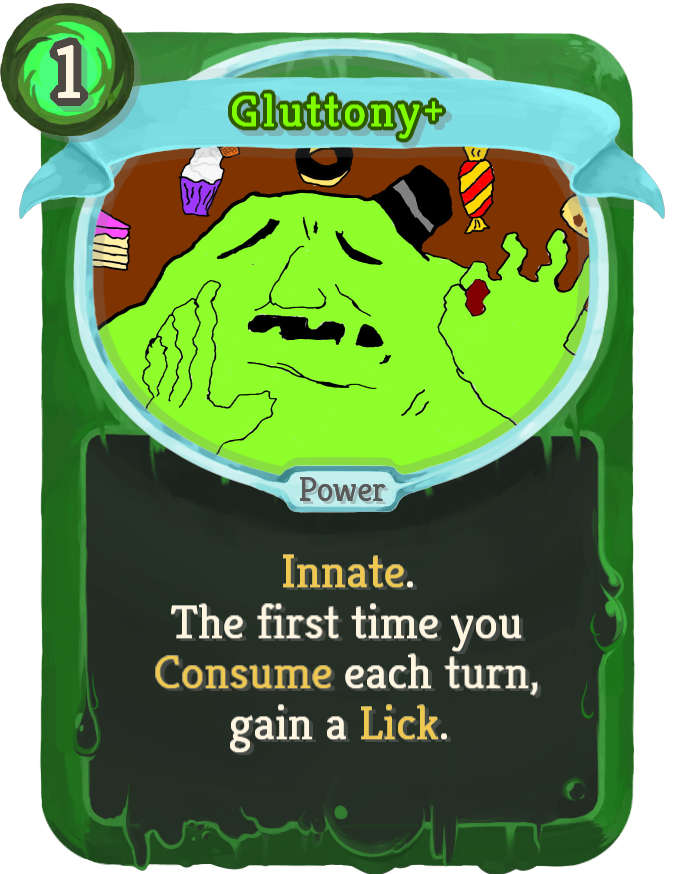 1
Gluttony+
Power
Innate.
The first time you
Consume each turn,
gain a Lick.